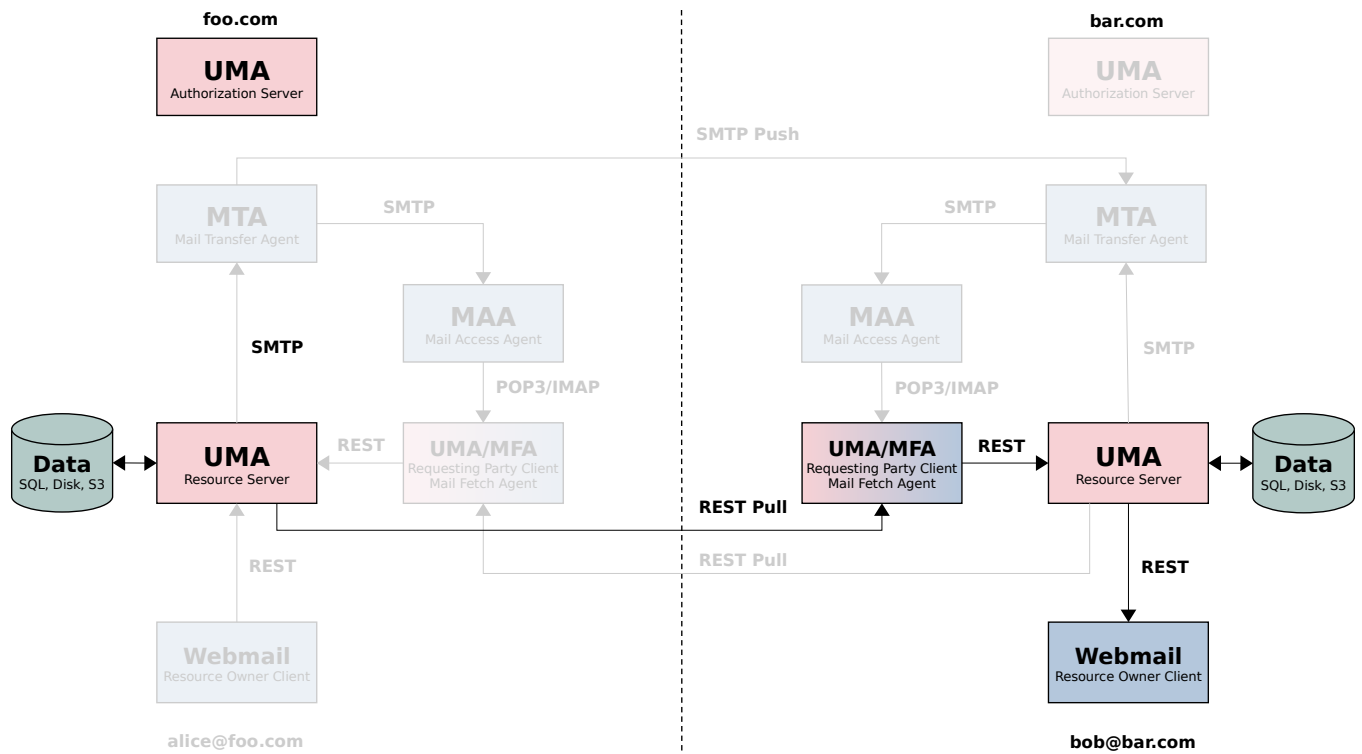 foo.com
bar.com
UMA
Authorization Server
UMA
Authorization Server
SMTP Push
MTA
Mail Transfer Agent
SMTP
SMTP
MTA
Mail Transfer Agent
MAA
Mail Access Agent
MAA
Mail Access Agent
SMTP
SMTP
POP3/IMAP
POP3/IMAP
Data
SQL, Disk, S3
UMA
Resource Server
REST
UMA/MFA
Requesting Party Client
Mail Fetch Agent
UMA/MFA
Requesting Party Client
Mail Fetch Agent
REST
UMA
Resource Server
Data
SQL, Disk, S3
REST Pull
REST Pull
REST
REST
Webmail
Resource Owner Client
Webmail
Resource Owner Client
alice@foo.com
bob@bar.com